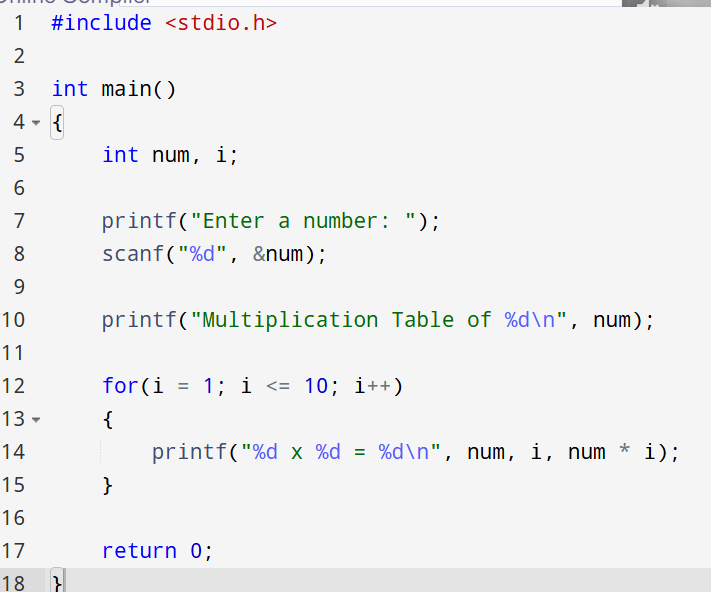 Online Compiler
1 #include <stdio.h>
2
3 int main()
4 {
5     int num, i;
6
7     printf("Enter a number: ");
8     scanf("%d", &num);
9
10     printf("Multiplication Table of %d\n", num);
11
12     for(i = 1; i <= 10; i++)
13     {
14         printf("%d x %d = %d\n", num, i, num * i);
15     }
16
17     return 0;
18 }